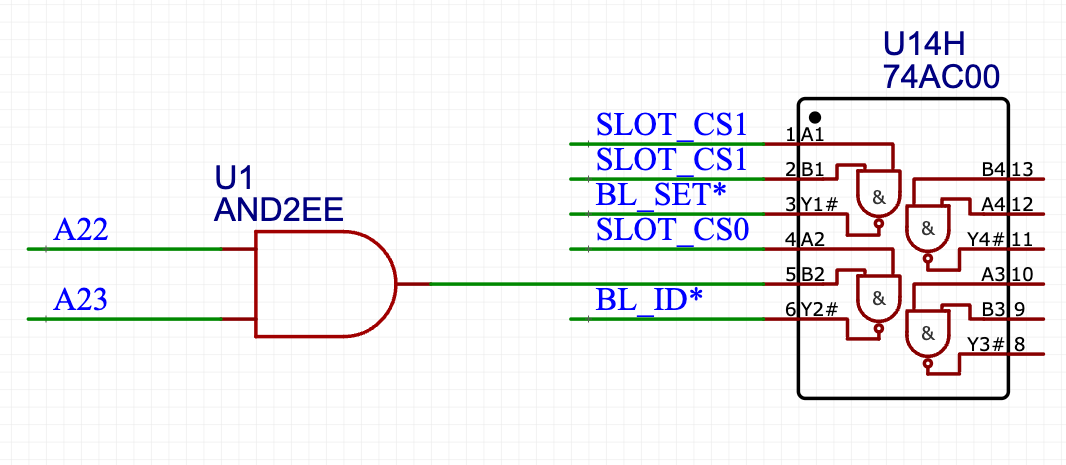 U14H
74AC00
SLOT_CS1
1 A1
SLOT_CS1
2 B1
B4 13
BL_SET*
3 Y1#
&
A4 12
U1
AND2EE
A22
SLOT_CS0
4 A2
&
Y4# 11
5 B2
A3 10
A23
BL_ID*
6 Y2#
&
B3 9
&
Y3# 8